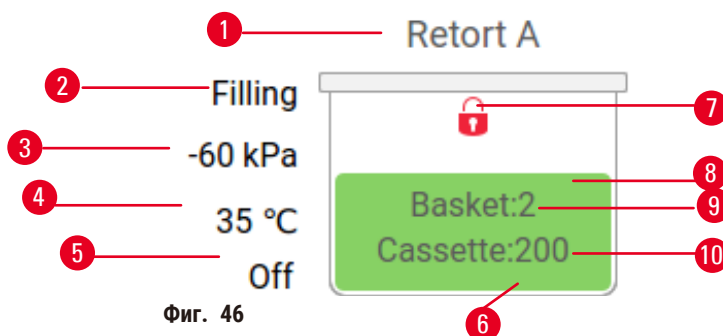 1 Retort A
2 Filling
3 -60 kPa
4 35 °C
5 Off
7
8
Basket:2 9
Cassette:200 10
6
Фиг. 46